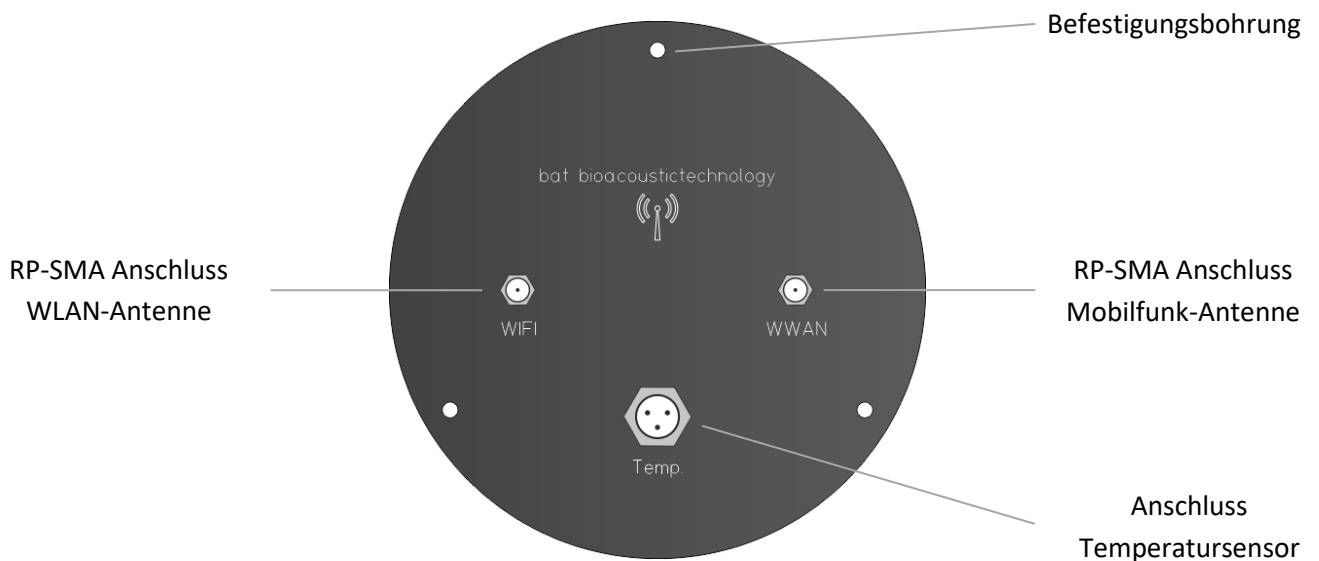 Befestigungsbohrung
bat bioacoustictechnology
RP-SMA Anschluss
WLAN-Antenne
RP-SMA Anschluss
Mobilfunk-Antenne
WIFI
WWAN
Temp.
Anschluss
Temperatursensor